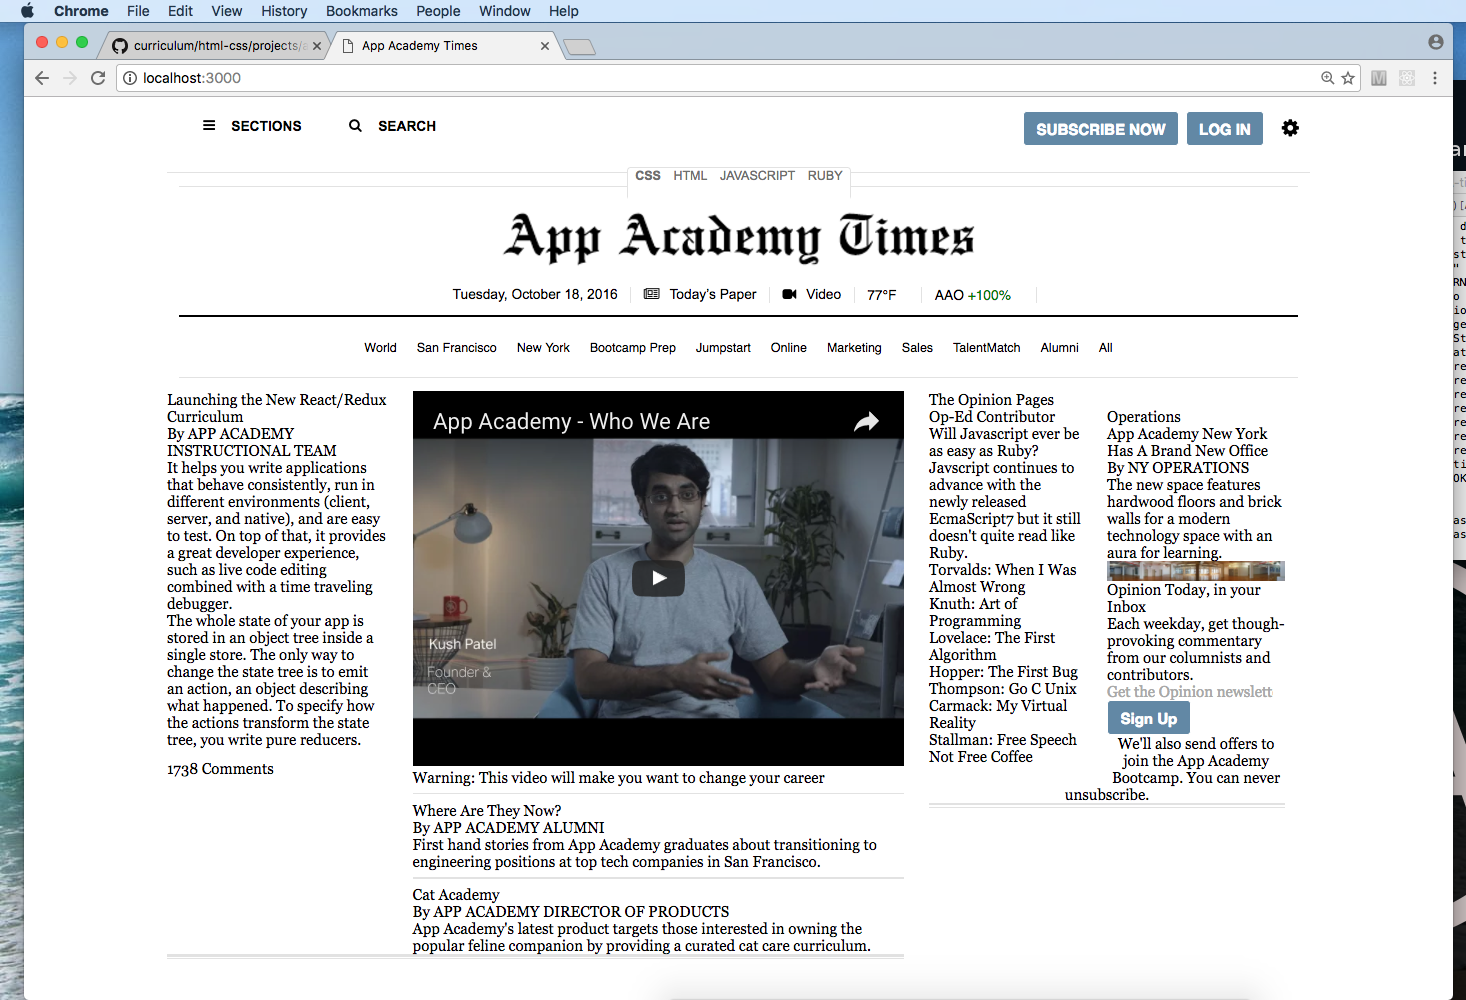 Chrome File Edit View History Bookmarks People Window Help
curriculum/html-css/projects/
App Academy Times
localhost:3000
SECTIONS SEARCH
SUBSCRIBE NOW LOG IN
CSS HTML JAVASCRIPT RUBY
App Academy Times
Tuesday, October 18, 2016 Today's Paper Video 77°F AAO +100%
World San Francisco New York Bootcamp Prep Jumpstart Online Marketing Sales TalentMatch Alumni All
Launching the New React/Redux
Curriculum
By APP ACADEMY
INSTRUCTIONAL TEAM
It helps you write applications
that behave consistently, run in
different environments (client,
server, and native), and are easy
to test. On top of that, it provides
a great developer experience,
such as live code editing
combined with a time traveling
debugger.
The whole state of your app is
stored in an object tree inside a
single store. The only way to
change the state tree is to emit
an action, an object describing
what happened. To specify how
the actions transform the state
tree, you write pure reducers.
1738 Comments
App Academy - Who We Are
Kush Patel
Founder &
CEO
Warning: This video will make you want to change your career
Where Are They Now?
By APP ACADEMY ALUMNI
First hand stories from App Academy graduates about transitioning to
engineering positions at top tech companies in San Francisco.
Cat Academy
By APP ACADEMY DIRECTOR OF PRODUCTS
App Academy's latest product targets those interested in owning the
popular feline companion by providing a curated cat care curriculum.
The Opinion Pages
Op-Ed Contributor
Will Javascript ever be
as easy as Ruby?
Javscript continues to
advance with the
newly released
EcmaScript7 but it still
doesn't quite read like
Ruby.
Torvalds: When I Was
Almost Wrong
Knuth: Art of
Programming
Lovelace: The First
Algorithm
Hopper: The First Bug
Thompson: Go C Unix
Carmack: My Virtual
Reality
Stallman: Free Speech
Not Free Coffee
Operations
App Academy New York
Has A Brand New Office
By NY OPERATIONS
The new space features
hardwood floors and brick
walls for a modern
technology space with an
aura for learning.
Opinion Today, in your
Inbox
Each weekday, get though-
provoking commentary
from our columnists and
contributors.
Get the Opinion newslett
Sign Up
We'll also send offers to
join the App Academy
Bootcamp. You can never
unsubscribe.